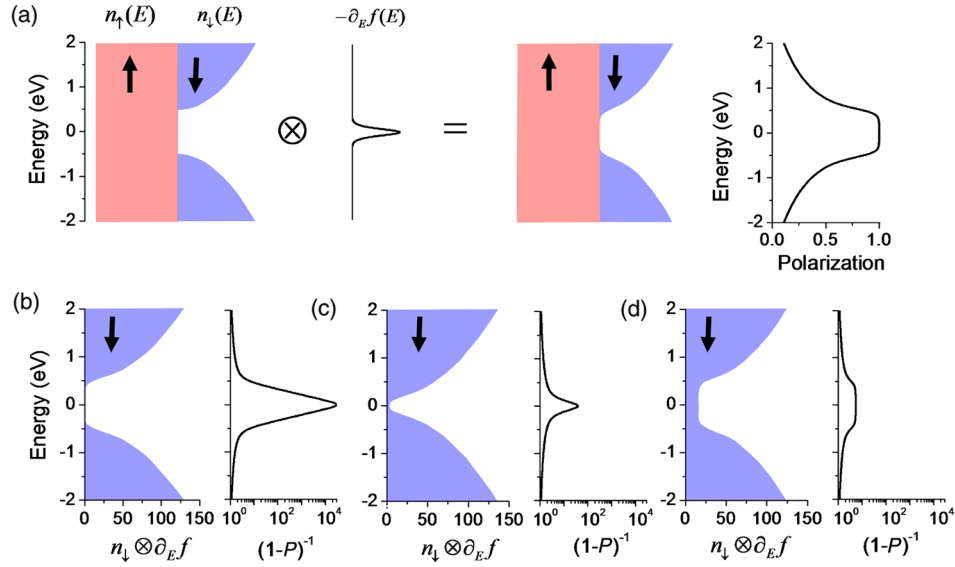 (a)
n↑(E) n↓(E) −∂Ef(E)
2
1
0
-1
-2
Energy (eV)
⊗ =
2
1
0
-1
-2
Energy (eV)
0.0 0.5 1.0
Polarization
(b) (c) (d)
2
1
0
-1
-2
Energy (eV)
0 50 100 150
n↓⊗∂Ef
10⁰ 10² 10⁴
(1-P)⁻¹
2
1
0
-1
-2
0 50 100 150
n↓⊗∂Ef
10⁰ 10² 10⁴
(1-P)⁻¹
2
1
0
-1
-2
0 50 100 150
n↓⊗∂Ef
10⁰ 10² 10⁴
(1-P)⁻¹